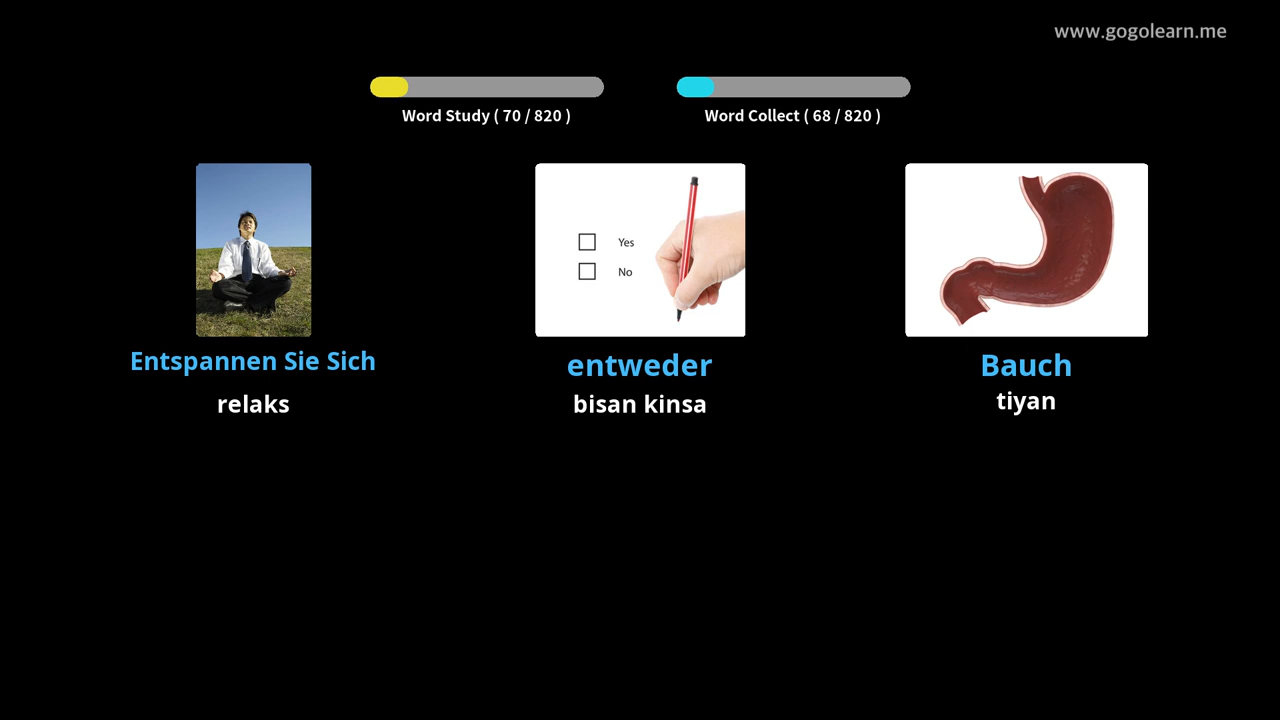 www.gogolearn.me
Word Study ( 70 / 820 )
Word Collect ( 68 / 820 )
Yes
No
Entspannen Sie Sich
relaks
entweder
bisan kinsa
Bauch
tiyan